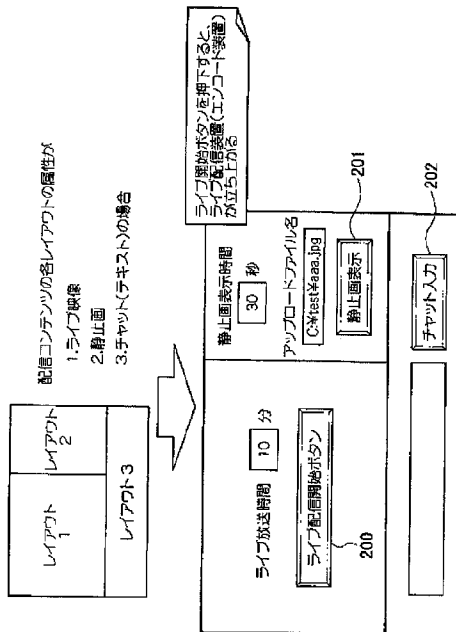 レイアウト
1
レイアウト
2
レイアウト3
配信コンテンツの各レイアウトの属性が
1.ライブ映像
2.静止画
3.チャット(テキスト)の場合
ライブ開始ボタンを押下すると、
ライブ配信装置(エンコード装置)
が立ち上がる
ライブ放送時間
10
分
ライブ配信開始ボタン
200
静止画表示時間
30
秒
アップロードファイル名
C:¥test¥aaa.jpg
静止画表示
201
チャット入力
202